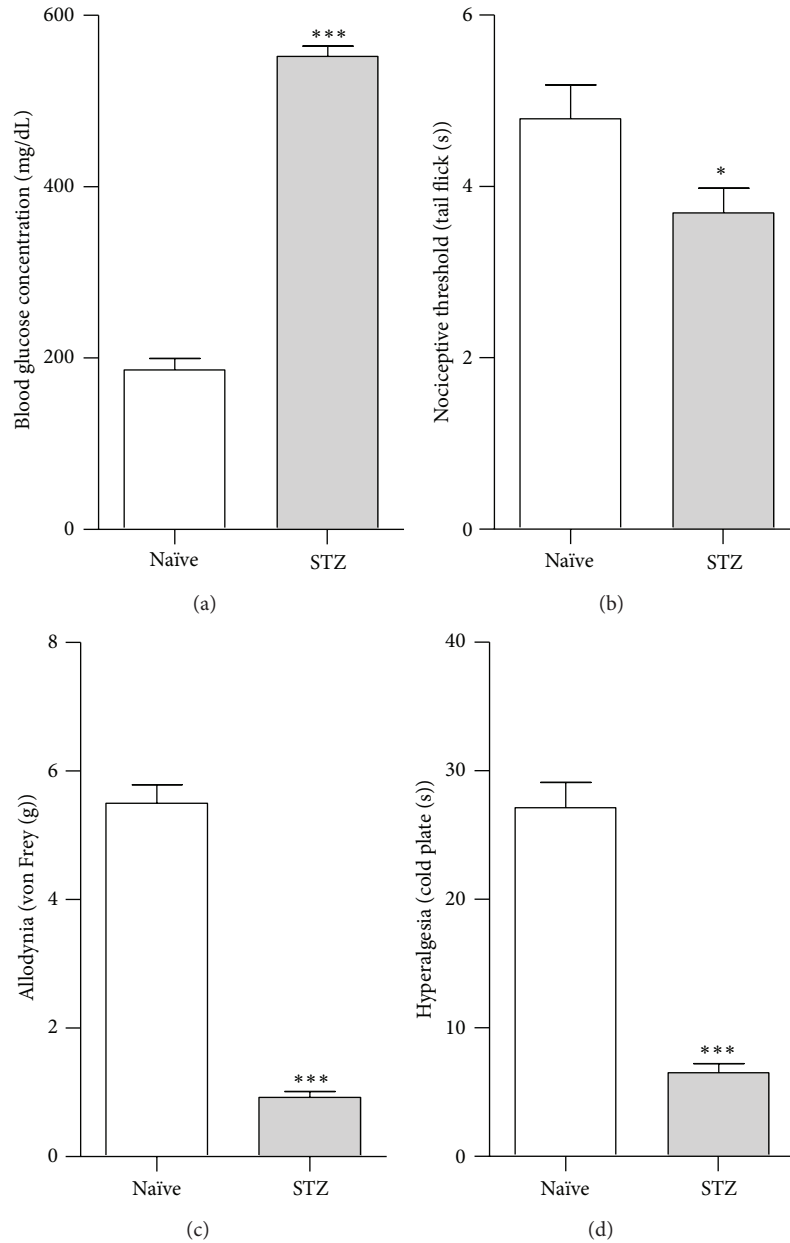 Blood glucose concentration (mg/dL)
600
400
200
0
***
Naïve
STZ
(a)
Nociceptive threshold (tail flick (s))
6
4
2
0
*
Naïve
STZ
(b)
Allodynia (von Frey (g))
8
6
4
2
0
***
Naïve
STZ
(c)
Hyperalgesia (cold plate (s))
40
30
20
10
0
***
Naïve
STZ
(d)